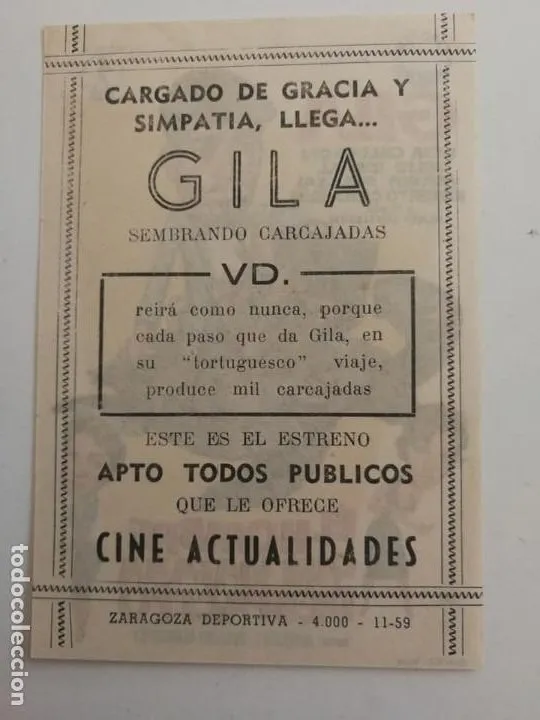 CARGADO DE GRACIA Y
SIMPATIA, LLEGA...
GILA
SEMBRANDO CARCAJADAS
VD.
reirá como nunca, porque
cada paso que da Gila, en
su "tortuguesco" viaje,
produce mil carcajadas
ESTE ES EL ESTRENO
APTO TODOS PUBLICOS
QUE LE OFRECE
CINE ACTUALIDADES
ZARAGOZA DEPORTIVA - 4.000 - 11-59
todocoleccion.net